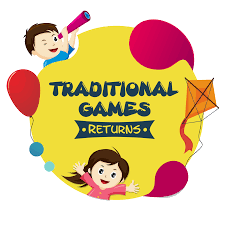 TRADITIONAL
GAMES
• RETURNS •